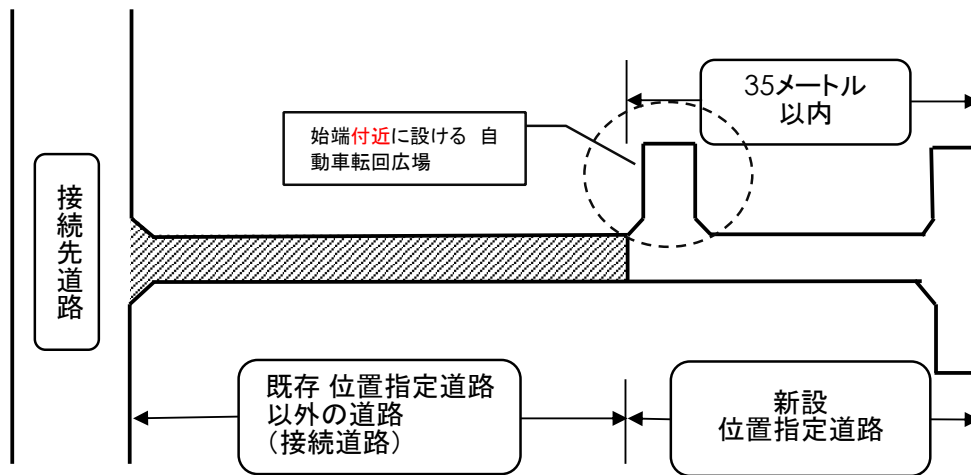 35メートル
以内
始端付近に設ける 自
動車転回広場
接続先道路
既存 位置指定道路
以外の道路
（接続道路）
新設
位置指定道路